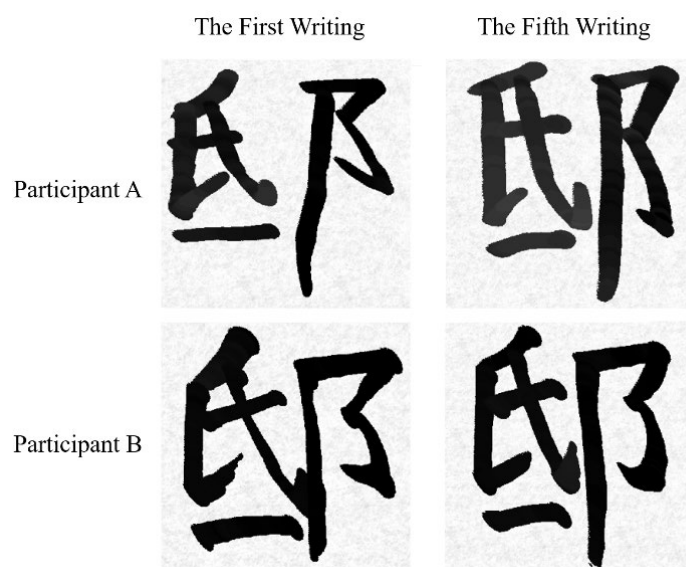 The First Writing The Fifth Writing
Participant A 邸 邸
Participant B 邸 邸